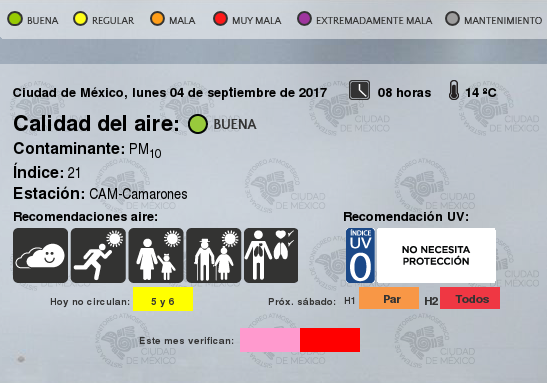 BUENA REGULAR MALA MUY MALA EXTREMADAMENTE MALA MANTENIMIENTO
Ciudad de México, lunes 04 de septiembre de 2017 08 horas 14 ºC
Calidad del aire: BUENA
Contaminante: PM10
Índice: 21
Estación: CAM-Camarones
Recomendaciones aire: Recomendación UV:
ÍNDICE
UV
0
NO NECESITA
PROTECCIÓN
Hoy no circulan: 5 y 6 Próx. sábado: H1 Par H2 Todos
Este mes verifican: